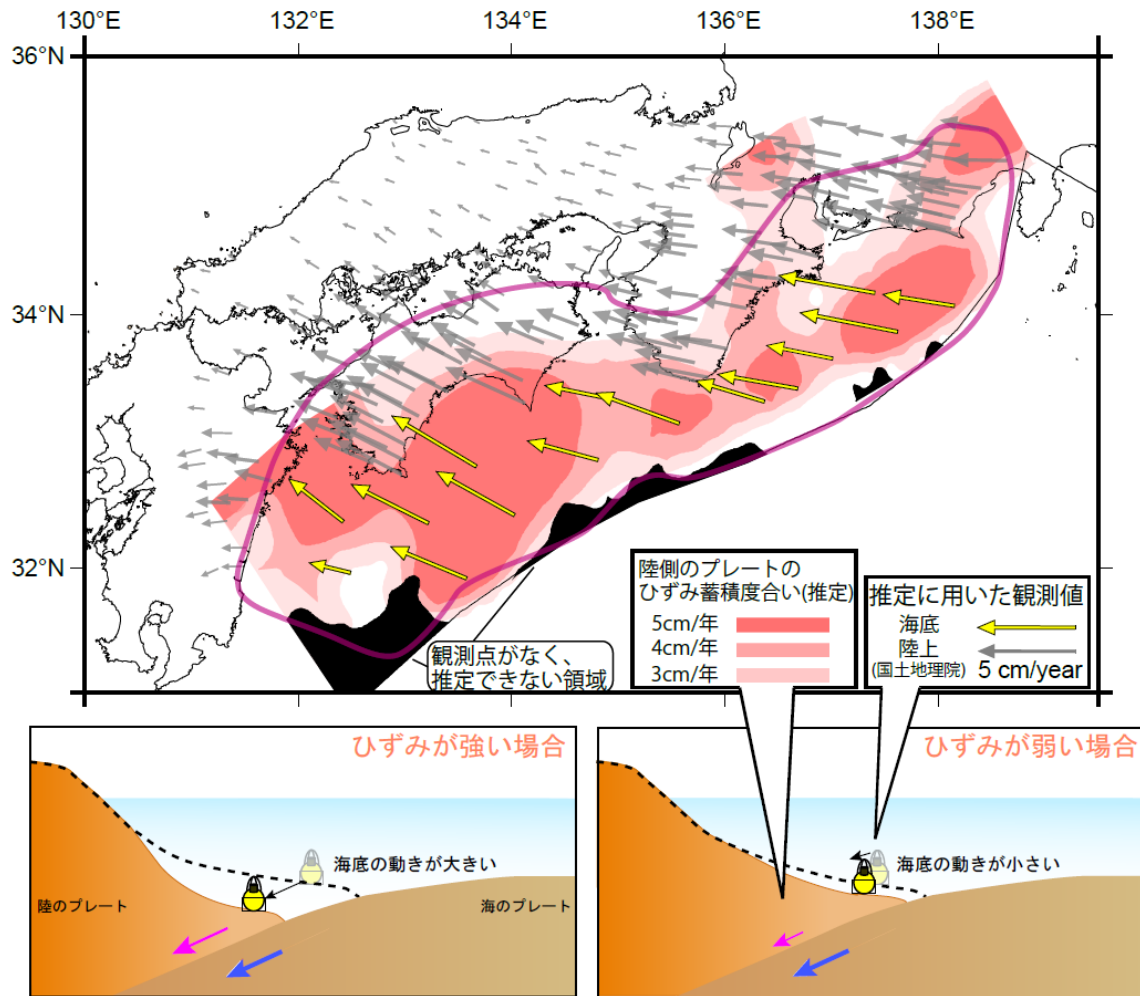 130°E
132°E
134°E
136°E
138°E
36°N
34°N
32°N
観測点がなく、
推定できない領域
陸側のプレートの
ひずみ蓄積度合い(推定)
5cm/年
4cm/年
3cm/年
推定に用いた観測値
海底
陸上
(国土地理院)
5 cm/year
ひずみが強い場合
海底の動きが大きい
陸のプレート
海のプレート
ひずみが弱い場合
海底の動きが小さい